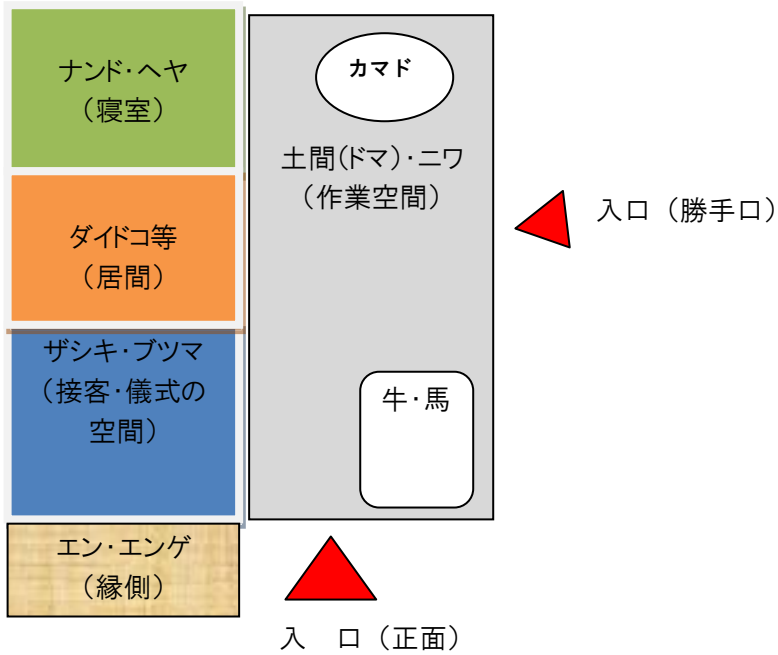 ナンド・ヘヤ
（寝室）
ダイドコ等
（居間）
ザシキ・ブツマ
（接客・儀式の
空間）
エン・エンゲ
（縁側）
カマド
土間（ドマ）・ニワ
（作業空間）
牛・馬
入口（勝手口）
入　口（正面）